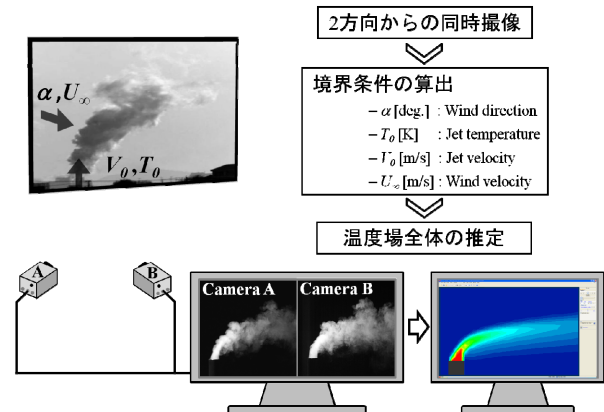 2方向からの同時撮像
境界条件の算出
– α [deg.] : Wind direction
– T₀ [K] : Jet temperature
– V₀ [m/s] : Jet velocity
– U∞ [m/s] : Wind velocity
温度場全体の推定
α, U∞
V₀, T₀
A
B
Camera A
Camera B